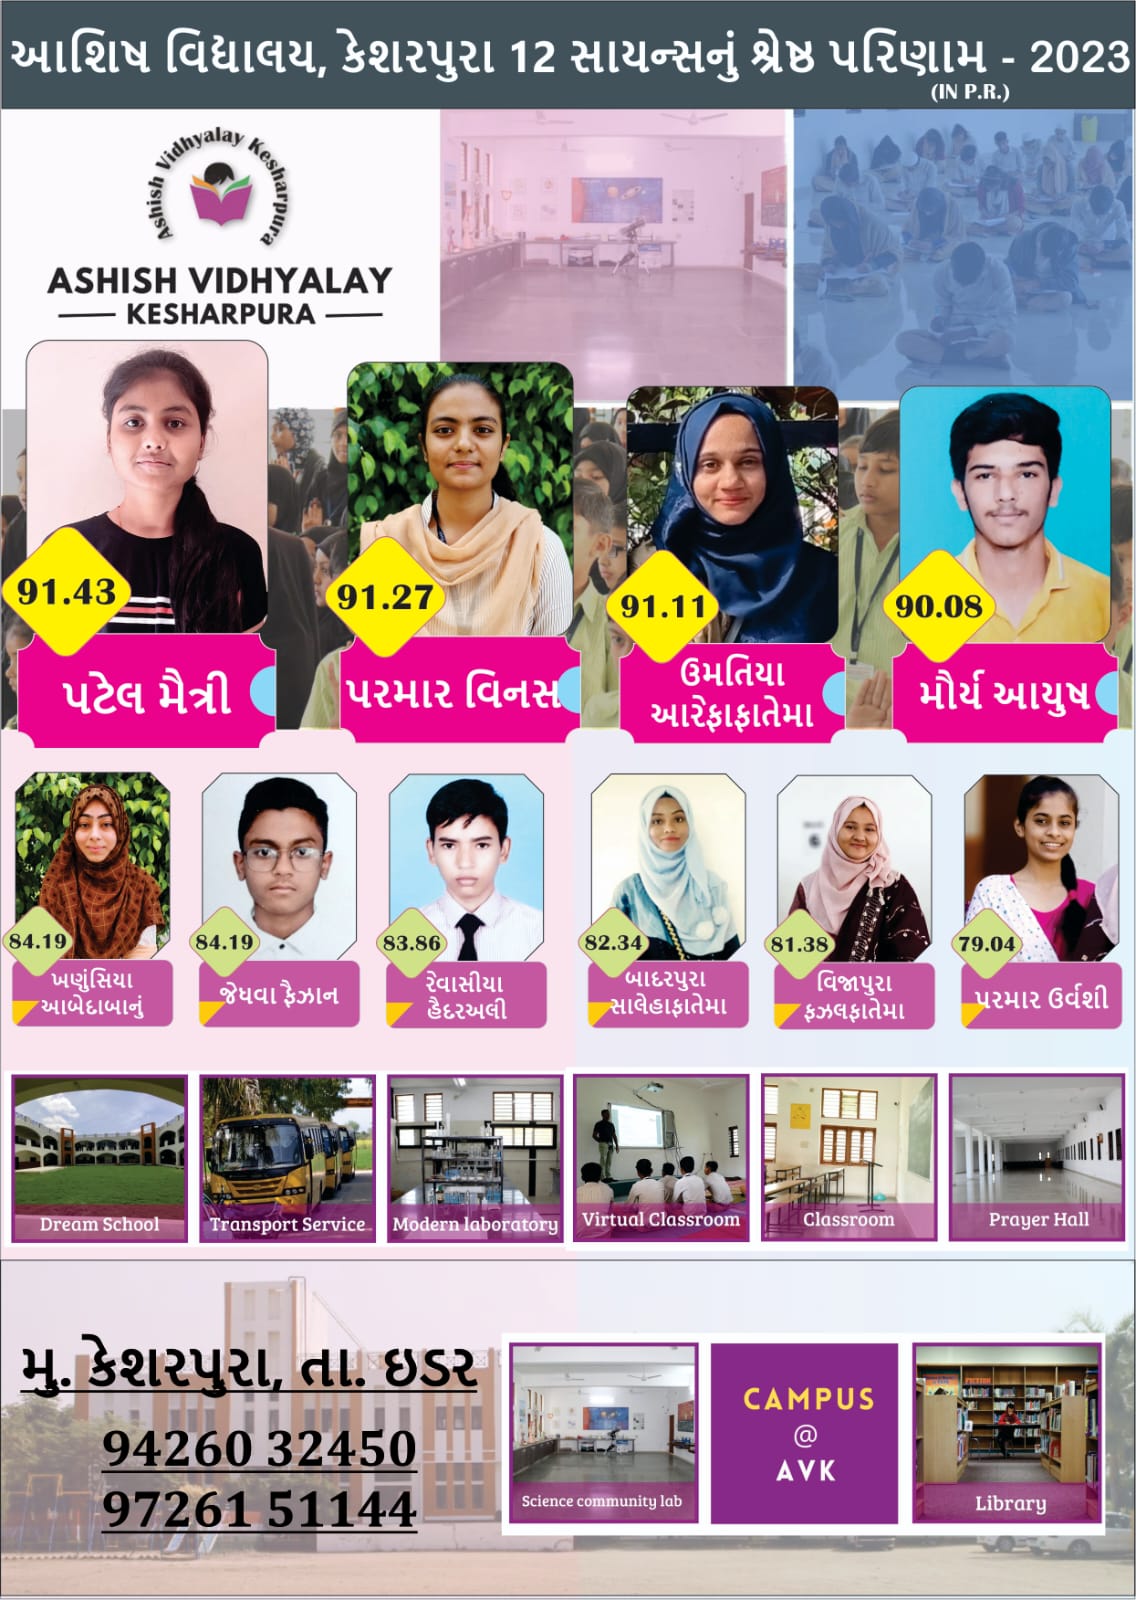 આશિષ વિદ્યાલય, કેશરપુરા 12 સાયન્સનું શ્રેષ્ઠ પરિણામ - 2023
(IN P.R.)
Ashish Vidhyalay Kesharpura
ASHISH VIDHYALAY
KESHARPURA
91.43
પટેલ મૈત્રી
91.27
પરમાર વિનસ
91.11
ઉમતિયા
આરેફાફાતેમા
90.08
મૌર્ય આયુષ
84.19
ખણુંસિયા
આબેદાબાનું
84.19
જેધવા ફૈઝાન
83.86
રેવાસીયા
હૈદરઅલી
82.34
બાદરપુરા
સાલેહાફાતેમા
81.38
વિજાપુરા
ફઝલફાતેમા
79.04
પરમાર ઉર્વશી
Dream School
Transport Service
Modern laboratory
Virtual Classroom
Classroom
Prayer Hall
મુ. કેશરપુરા, તા. ઇડર
94260 32450
97261 51144
Science community lab
CAMPUS
@
AVK
Library